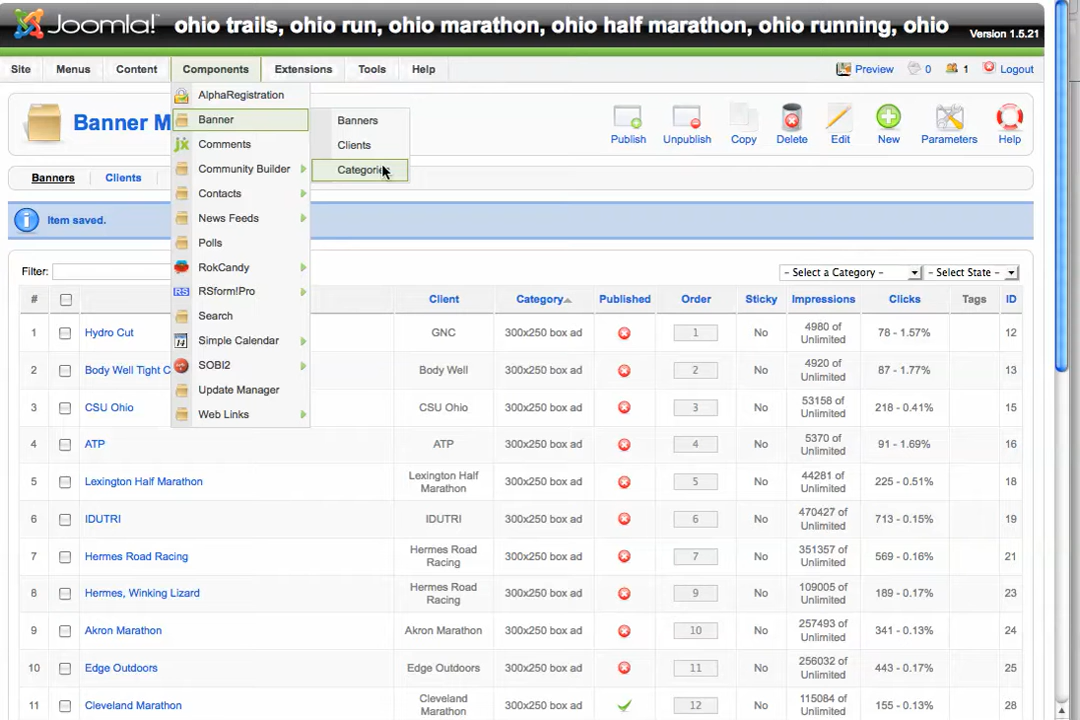 Joomla! ohio trails, ohio run, ohio marathon, ohio half marathon, ohio running, ohio Version 1.5.21
Site Menus Content Components Extensions Tools Help Preview 0 1 Logout
AlphaRegistration
Banner M
Banner
Banners
Publish Unpublish Copy Delete Edit New Parameters Help
Comments
Clients
Community Builder
Categorie
Banners Clients
Contacts
News Feeds
Item saved.
Polls
RokCandy
Filter:
- Select a Category - - Select State -
RSform!Pro
# Client Category Published Order Sticky Impressions Clicks Tags ID
Search
Simple Calendar
SOBI2
Update Manager
Web Links
1 Hydro Cut GNC 300x250 box ad 1 No 4980 of Unlimited 78 - 1.57% 12
2 Body Well Tight C Body Well 300x250 box ad 2 No 4920 of Unlimited 87 - 1.77% 13
3 CSU Ohio CSU Ohio 300x250 box ad 3 No 53158 of Unlimited 218 - 0.41% 15
4 ATP ATP 300x250 box ad 4 No 5370 of Unlimited 91 - 1.69% 16
5 Lexington Half Marathon Lexington Half Marathon 300x250 box ad 5 No 44281 of Unlimited 225 - 0.51% 18
6 IDUTRI IDUTRI 300x250 box ad 6 No 470427 of Unlimited 713 - 0.15% 19
7 Hermes Road Racing Hermes Road Racing 300x250 box ad 7 No 351357 of Unlimited 569 - 0.16% 21
8 Hermes, Winking Lizard Hermes Road Racing 300x250 box ad 9 No 109005 of Unlimited 189 - 0.17% 23
9 Akron Marathon Akron Marathon 300x250 box ad 10 No 257493 of Unlimited 341 - 0.13% 24
10 Edge Outdoors Edge Outdoors 300x250 box ad 11 No 256032 of Unlimited 443 - 0.17% 25
11 Cleveland Marathon Cleveland Marathon 300x250 box ad 12 No 115084 of Unlimited 155 - 0.13% 28